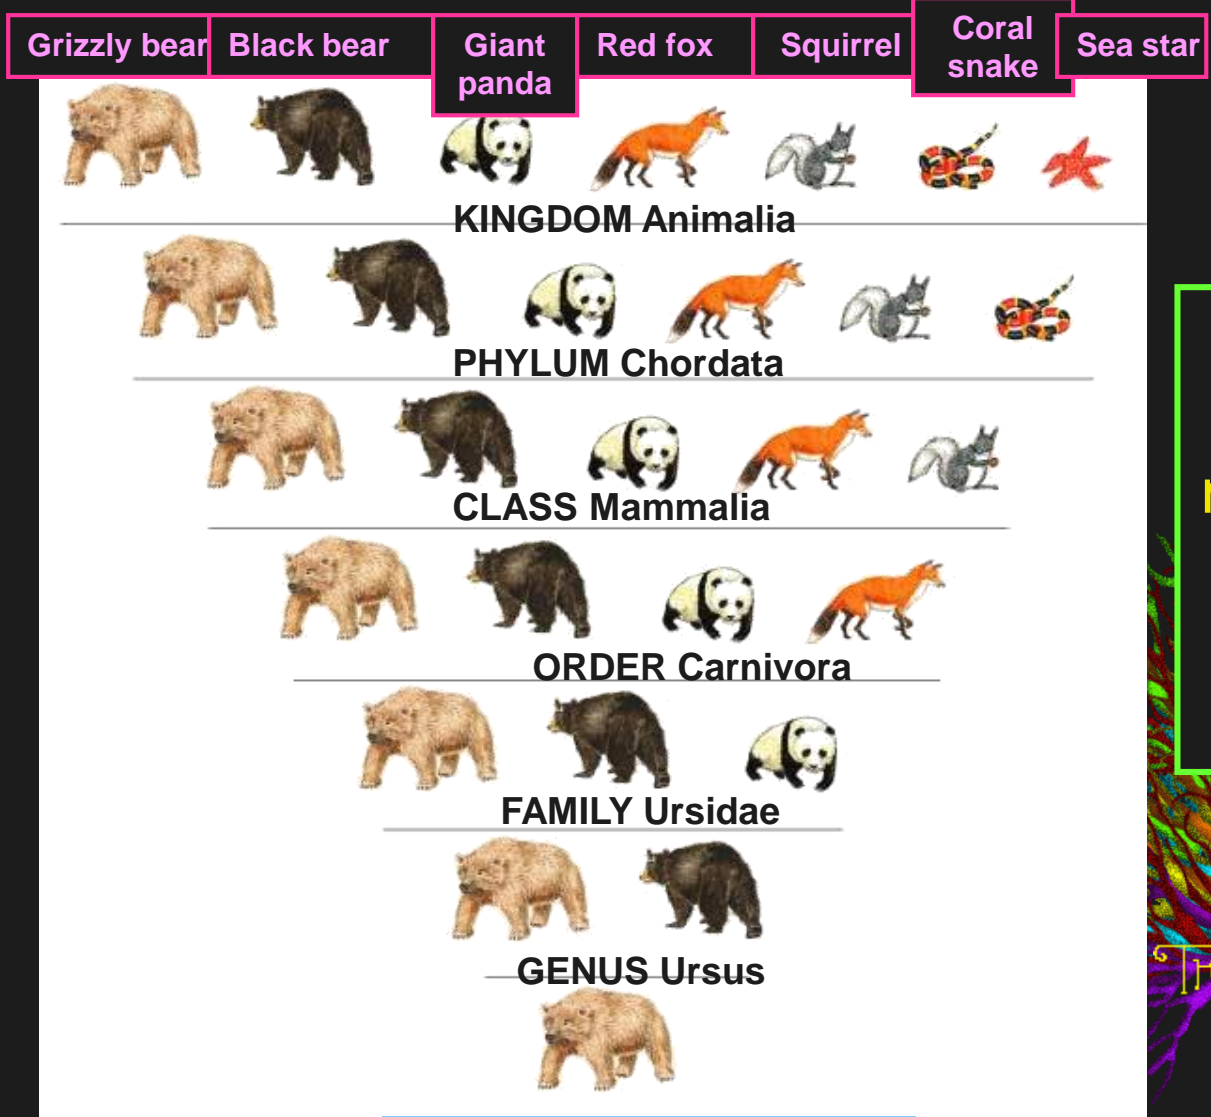 Grizzly bear
Black bear
Giant
panda
Red fox
Squirrel
Coral
snake
Sea star
KINGDOM Animalia
PHYLUM Chordata
CLASS Mammalia
ORDER Carnivora
FAMILY Ursidae
GENUS Ursus